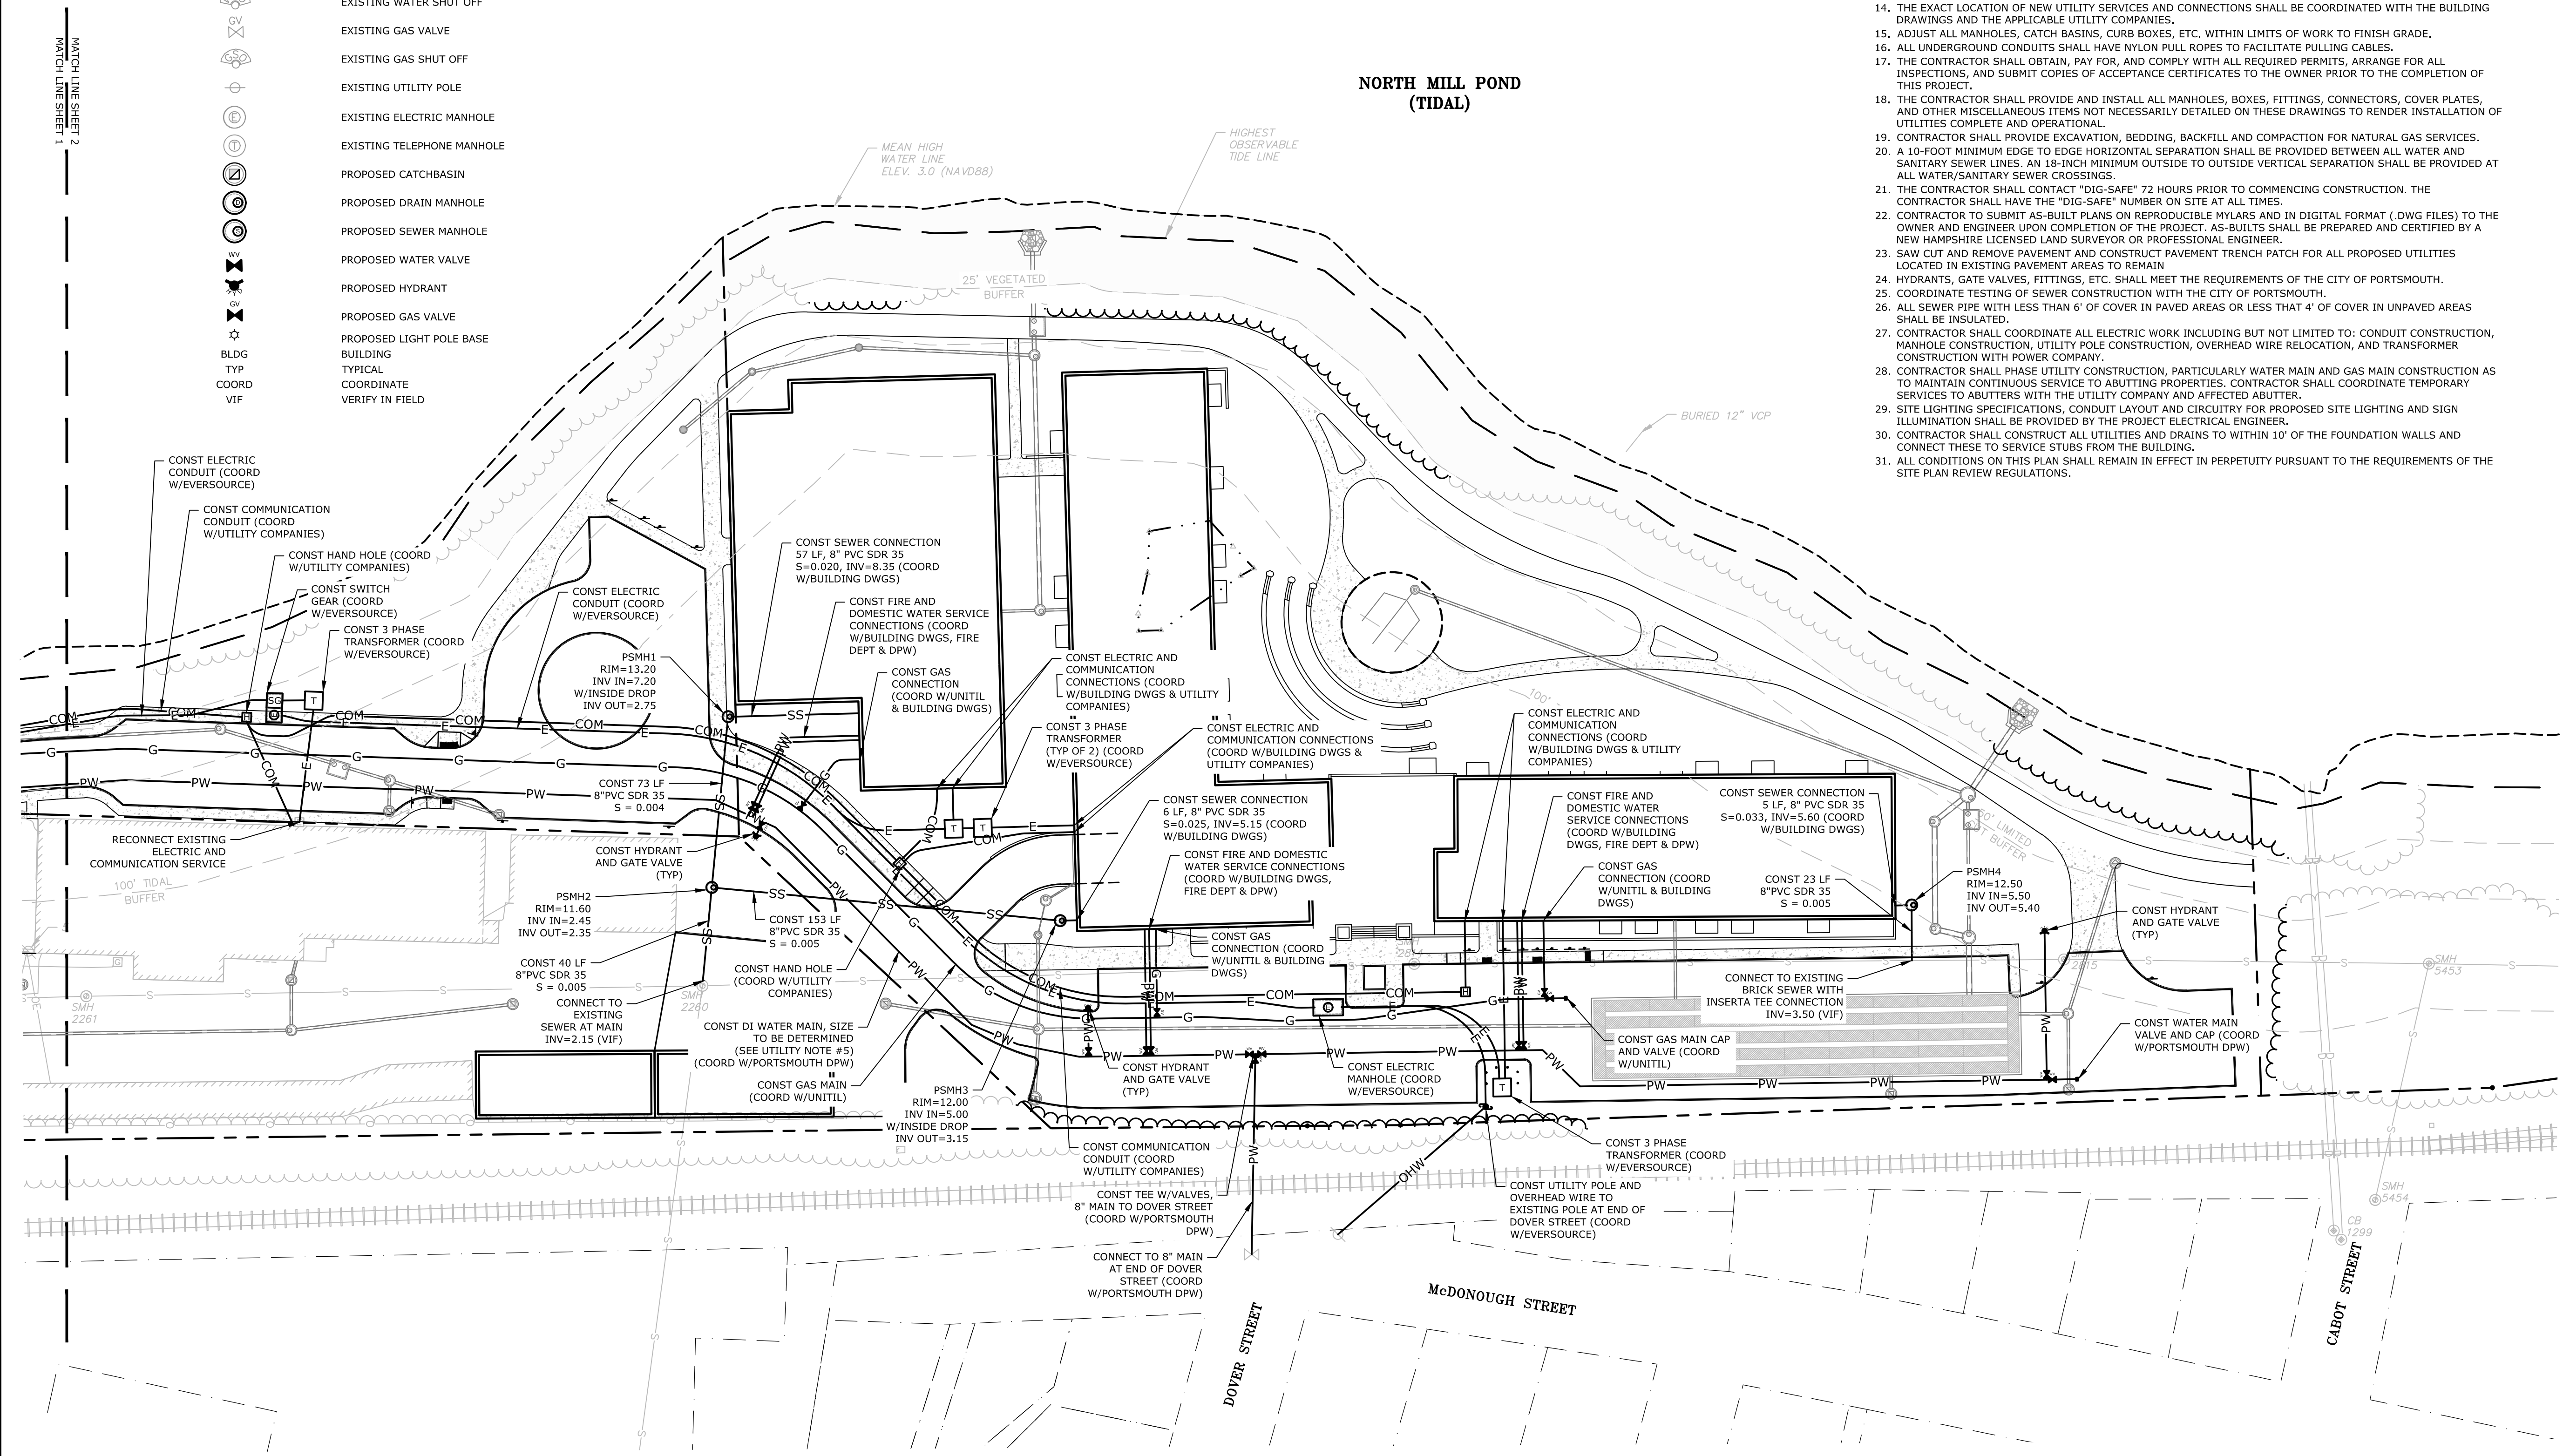 EXISTING WATER SHUT OFF
GV
EXISTING GAS VALVE
GSO
EXISTING GAS SHUT OFF
EXISTING UTILITY POLE
E
EXISTING ELECTRIC MANHOLE
T
EXISTING TELEPHONE MANHOLE
PROPOSED CATCHBASIN
D
PROPOSED DRAIN MANHOLE
S
PROPOSED SEWER MANHOLE
WV
PROPOSED WATER VALVE
PROPOSED HYDRANT
GV
PROPOSED GAS VALVE
PROPOSED LIGHT POLE BASE
BLDG BUILDING
TYP TYPICAL
COORD COORDINATE
VIF VERIFY IN FIELD
MATCH LINE SHEET 2
MATCH LINE SHEET 1
NORTH MILL POND
(TIDAL)
MEAN HIGH
WATER LINE
ELEV. 3.0 (NAVD88)
HIGHEST
OBSERVABLE
TIDE LINE
25' VEGETATED
BUFFER
BURIED 12" VCP
14. THE EXACT LOCATION OF NEW UTILITY SERVICES AND CONNECTIONS SHALL BE COORDINATED WITH THE BUILDING
DRAWINGS AND THE APPLICABLE UTILITY COMPANIES.
15. ADJUST ALL MANHOLES, CATCH BASINS, CURB BOXES, ETC. WITHIN LIMITS OF WORK TO FINISH GRADE.
16. ALL UNDERGROUND CONDUITS SHALL HAVE NYLON PULL ROPES TO FACILITATE PULLING CABLES.
17. THE CONTRACTOR SHALL OBTAIN, PAY FOR, AND COMPLY WITH ALL REQUIRED PERMITS, ARRANGE FOR ALL
INSPECTIONS, AND SUBMIT COPIES OF ACCEPTANCE CERTIFICATES TO THE OWNER PRIOR TO THE COMPLETION OF
THIS PROJECT.
18. THE CONTRACTOR SHALL PROVIDE AND INSTALL ALL MANHOLES, BOXES, FITTINGS, CONNECTORS, COVER PLATES,
AND OTHER MISCELLANEOUS ITEMS NOT NECESSARILY DETAILED ON THESE DRAWINGS TO RENDER INSTALLATION OF
UTILITIES COMPLETE AND OPERATIONAL.
19. CONTRACTOR SHALL PROVIDE EXCAVATION, BEDDING, BACKFILL AND COMPACTION FOR NATURAL GAS SERVICES.
20. A 10-FOOT MINIMUM EDGE TO EDGE HORIZONTAL SEPARATION SHALL BE PROVIDED BETWEEN ALL WATER AND
SANITARY SEWER LINES. AN 18-INCH MINIMUM OUTSIDE TO OUTSIDE VERTICAL SEPARATION SHALL BE PROVIDED AT
ALL WATER/SANITARY SEWER CROSSINGS.
21. THE CONTRACTOR SHALL CONTACT "DIG-SAFE" 72 HOURS PRIOR TO COMMENCING CONSTRUCTION. THE
CONTRACTOR SHALL HAVE THE "DIG-SAFE" NUMBER ON SITE AT ALL TIMES.
22. CONTRACTOR TO SUBMIT AS-BUILT PLANS ON REPRODUCIBLE MYLARS AND IN DIGITAL FORMAT (.DWG FILES) TO THE
OWNER AND ENGINEER UPON COMPLETION OF THE PROJECT. AS-BUILTS SHALL BE PREPARED AND CERTIFIED BY A
NEW HAMPSHIRE LICENSED LAND SURVEYOR OR PROFESSIONAL ENGINEER.
23. SAW CUT AND REMOVE PAVEMENT AND CONSTRUCT PAVEMENT TRENCH PATCH FOR ALL PROPOSED UTILITIES
LOCATED IN EXISTING PAVEMENT AREAS TO REMAIN
24. HYDRANTS, GATE VALVES, FITTINGS, ETC. SHALL MEET THE REQUIREMENTS OF THE CITY OF PORTSMOUTH.
25. COORDINATE TESTING OF SEWER CONSTRUCTION WITH THE CITY OF PORTSMOUTH.
26. ALL SEWER PIPE WITH LESS THAN 6' OF COVER IN PAVED AREAS OR LESS THAT 4' OF COVER IN UNPAVED AREAS
SHALL BE INSULATED.
27. CONTRACTOR SHALL COORDINATE ALL ELECTRIC WORK INCLUDING BUT NOT LIMITED TO: CONDUIT CONSTRUCTION,
MANHOLE CONSTRUCTION, UTILITY POLE CONSTRUCTION, OVERHEAD WIRE RELOCATION, AND TRANSFORMER
CONSTRUCTION WITH POWER COMPANY.
28. CONTRACTOR SHALL PHASE UTILITY CONSTRUCTION, PARTICULARLY WATER MAIN AND GAS MAIN CONSTRUCTION AS
TO MAINTAIN CONTINUOUS SERVICE TO ABUTTING PROPERTIES. CONTRACTOR SHALL COORDINATE TEMPORARY
SERVICES TO ABUTTERS WITH THE UTILITY COMPANY AND AFFECTED ABUTTER.
29. SITE LIGHTING SPECIFICATIONS, CONDUIT LAYOUT AND CIRCUITRY FOR PROPOSED SITE LIGHTING AND SIGN
ILLUMINATION SHALL BE PROVIDED BY THE PROJECT ELECTRICAL ENGINEER.
30. CONTRACTOR SHALL CONSTRUCT ALL UTILITIES AND DRAINS TO WITHIN 10' OF THE FOUNDATION WALLS AND
CONNECT THESE TO SERVICE STUBS FROM THE BUILDING.
31. ALL CONDITIONS ON THIS PLAN SHALL REMAIN IN EFFECT IN PERPETUITY PURSUANT TO THE REQUIREMENTS OF THE
SITE PLAN REVIEW REGULATIONS.
CONST ELECTRIC
CONDUIT (COORD
W/EVERSOURCE)
CONST COMMUNICATION
CONDUIT (COORD
W/UTILITY COMPANIES)
CONST HAND HOLE (COORD
W/UTILITY COMPANIES)
CONST SWITCH
GEAR (COORD
W/EVERSOURCE)
CONST 3 PHASE
TRANSFORMER (COORD
W/EVERSOURCE)
CONST ELECTRIC
CONDUIT (COORD
W/EVERSOURCE)
PSMH1
RIM=13.20
INV IN=7.20
W/INSIDE DROP
INV OUT=2.75
CONST SEWER CONNECTION
57 LF, 8" PVC SDR 35
S=0.020, INV=8.35 (COORD
W/BUILDING DWGS)
CONST FIRE AND
DOMESTIC WATER SERVICE
CONNECTIONS (COORD
W/BUILDING DWGS, FIRE
DEPT & DPW)
CONST GAS
CONNECTION
(COORD W/UNITIL
& BUILDING DWGS)
CONST ELECTRIC AND
COMMUNICATION
CONNECTIONS (COORD
W/BUILDING DWGS & UTILITY
COMPANIES)
CONST 3 PHASE
TRANSFORMER
(TYP OF 2) (COORD
W/EVERSOURCE)
CONST ELECTRIC AND
COMMUNICATION CONNECTIONS
(COORD W/BUILDING DWGS &
UTILITY COMPANIES)
CONST ELECTRIC AND
COMMUNICATION
CONNECTIONS (COORD
W/BUILDING DWGS & UTILITY
COMPANIES)
100'
CONST SEWER CONNECTION
6 LF, 8" PVC SDR 35
S=0.025, INV=5.15 (COORD
W/BUILDING DWGS)
CONST FIRE AND DOMESTIC
WATER SERVICE CONNECTIONS
(COORD W/BUILDING DWGS,
FIRE DEPT & DPW)
CONST FIRE AND
DOMESTIC WATER
SERVICE CONNECTIONS
(COORD W/BUILDING
DWGS, FIRE DEPT & DPW)
CONST SEWER CONNECTION
5 LF, 8" PVC SDR 35
S=0.033, INV=5.60 (COORD
W/BUILDING DWGS)
LIMITED
BUFFER
CONST GAS
CONNECTION (COORD
W/UNITIL & BUILDING
DWGS)
CONST 23 LF
8"PVC SDR 35
S = 0.005
PSMH4
RIM=12.50
INV IN=5.50
INV OUT=5.40
CONST HYDRANT
AND GATE VALVE
(TYP)
COM
E
SG
T
H
G
PW
SS
CONST 73 LF
8"PVC SDR 35
S = 0.004
RECONNECT EXISTING
ELECTRIC AND
COMMUNICATION SERVICE
CONST HYDRANT
AND GATE VALVE
(TYP)
100' TIDAL
BUFFER
PSMH2
RIM=11.60
INV IN=2.45
INV OUT=2.35
CONST 153 LF
8"PVC SDR 35
S = 0.005
CONST 40 LF
8"PVC SDR 35
S = 0.005
CONST HAND HOLE
(COORD W/UTILITY
COMPANIES)
CONNECT TO
EXISTING
SEWER AT MAIN
INV=2.15 (VIF)
SMH
2261
SMH
2260
CONST DI WATER MAIN, SIZE
TO BE DETERMINED
(SEE UTILITY NOTE #5)
(COORD W/PORTSMOUTH DPW)
CONST GAS MAIN
(COORD W/UNITIL)
PSMH3
RIM=12.00
INV IN=5.00
W/INSIDE DROP
INV OUT=3.15
CONST GAS
CONNECTION (COORD
W/UNITIL & BUILDING
DWGS)
CONST HYDRANT
AND GATE VALVE
(TYP)
CONST ELECTRIC
MANHOLE (COORD
W/EVERSOURCE)
CONNECT TO EXISTING
BRICK SEWER WITH
INSERTA TEE CONNECTION
INV=3.50 (VIF)
CONST GAS MAIN CAP
AND VALVE (COORD
W/UNITIL)
CONST WATER MAIN
VALVE AND CAP (COORD
W/PORTSMOUTH DPW)
SMH
5453
CONST COMMUNICATION
CONDUIT (COORD
W/UTILITY COMPANIES)
CONST TEE W/VALVES,
8" MAIN TO DOVER STREET
(COORD W/PORTSMOUTH
DPW)
CONNECT TO 8" MAIN
AT END OF DOVER
STREET (COORD
W/PORTSMOUTH DPW)
OHW
CONST 3 PHASE
TRANSFORMER (COORD
W/EVERSOURCE)
CONST UTILITY POLE AND
OVERHEAD WIRE TO
EXISTING POLE AT END OF
DOVER STREET (COORD
W/EVERSOURCE)
SMH
5454
CB
1299
McDONOUGH STREET
DOVER STREET
CABOT STREET